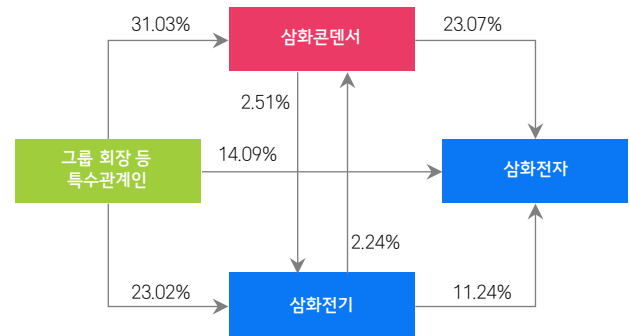 31.03%
삼화콘덴서
23.07%
2.51%
그룹 회장 등
특수관계인
14.09%
삼화전자
2.24%
23.02%
삼화전기
11.24%